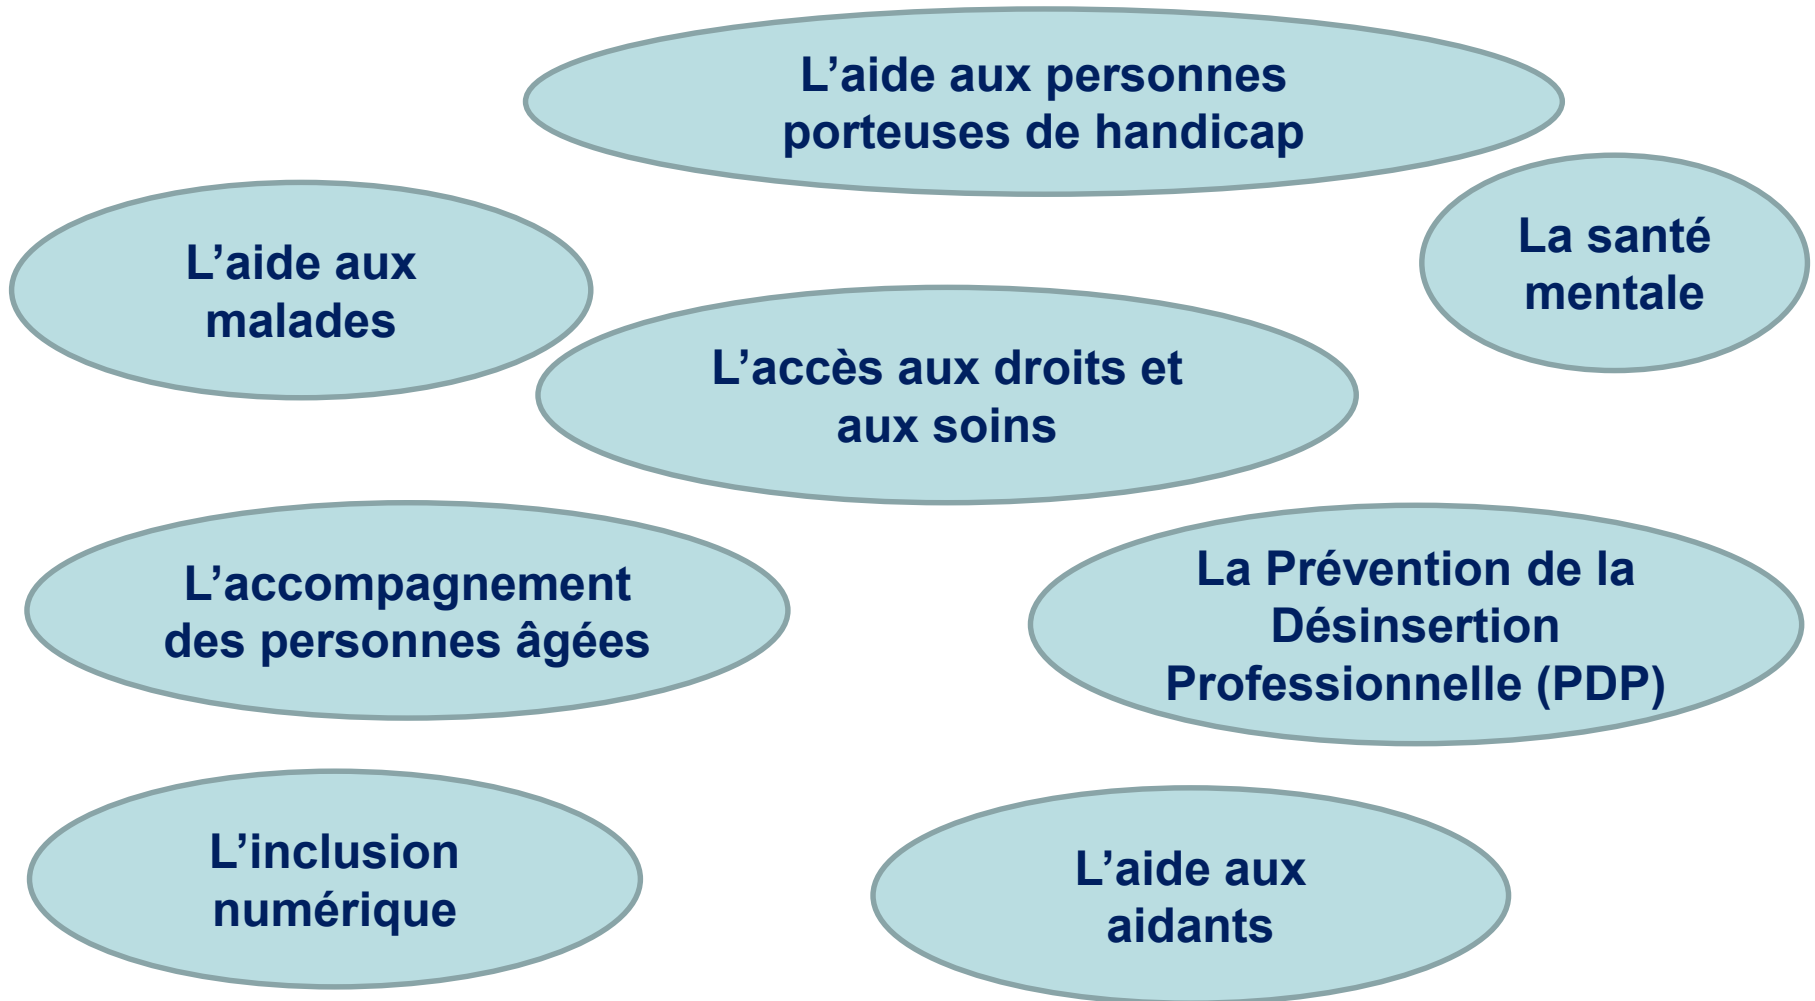 L’aide aux personnes
porteuses de handicap
La santé
mentale
L’aide aux
malades
L’accès aux droits et
aux soins
L’accompagnement
des personnes âgées
La Prévention de la
Désinsertion
Professionnelle (PDP)
L’inclusion
numérique
L’aide aux
aidants